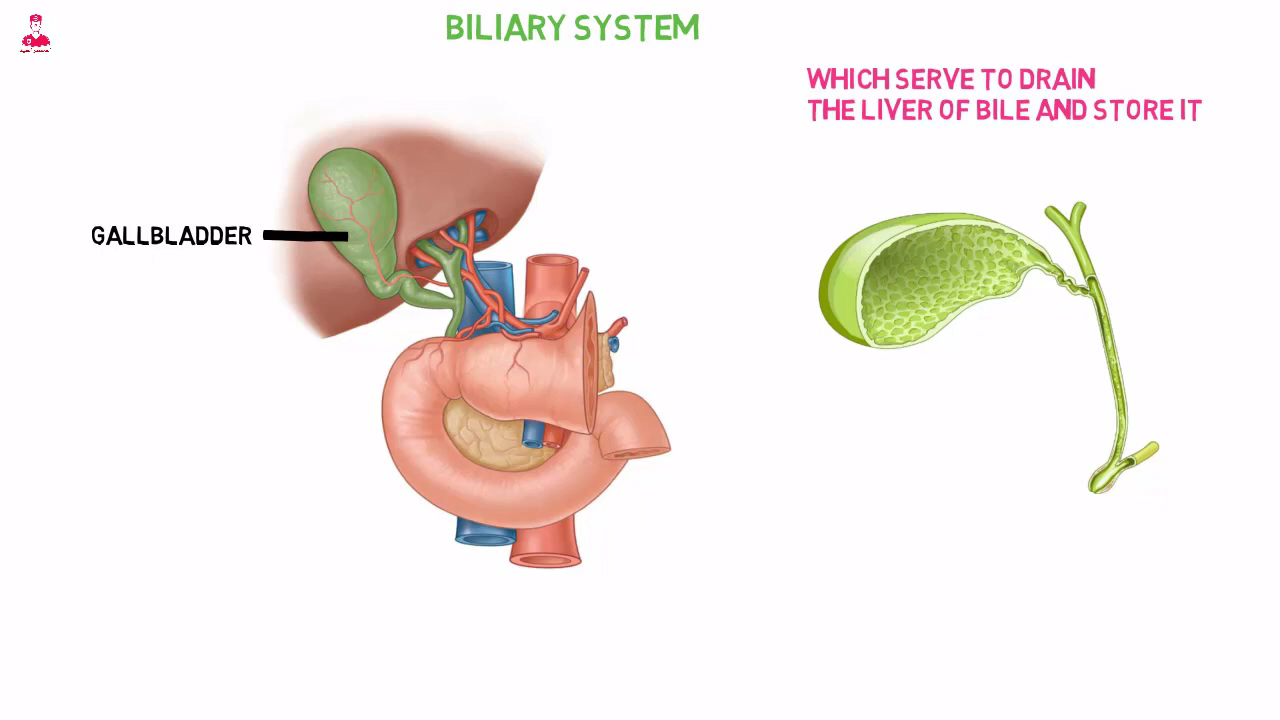 BILIARY SYSTEM
WHICH SERVE TO DRAIN
THE LIVER OF BILE AND STORE IT
GALLBLADDER